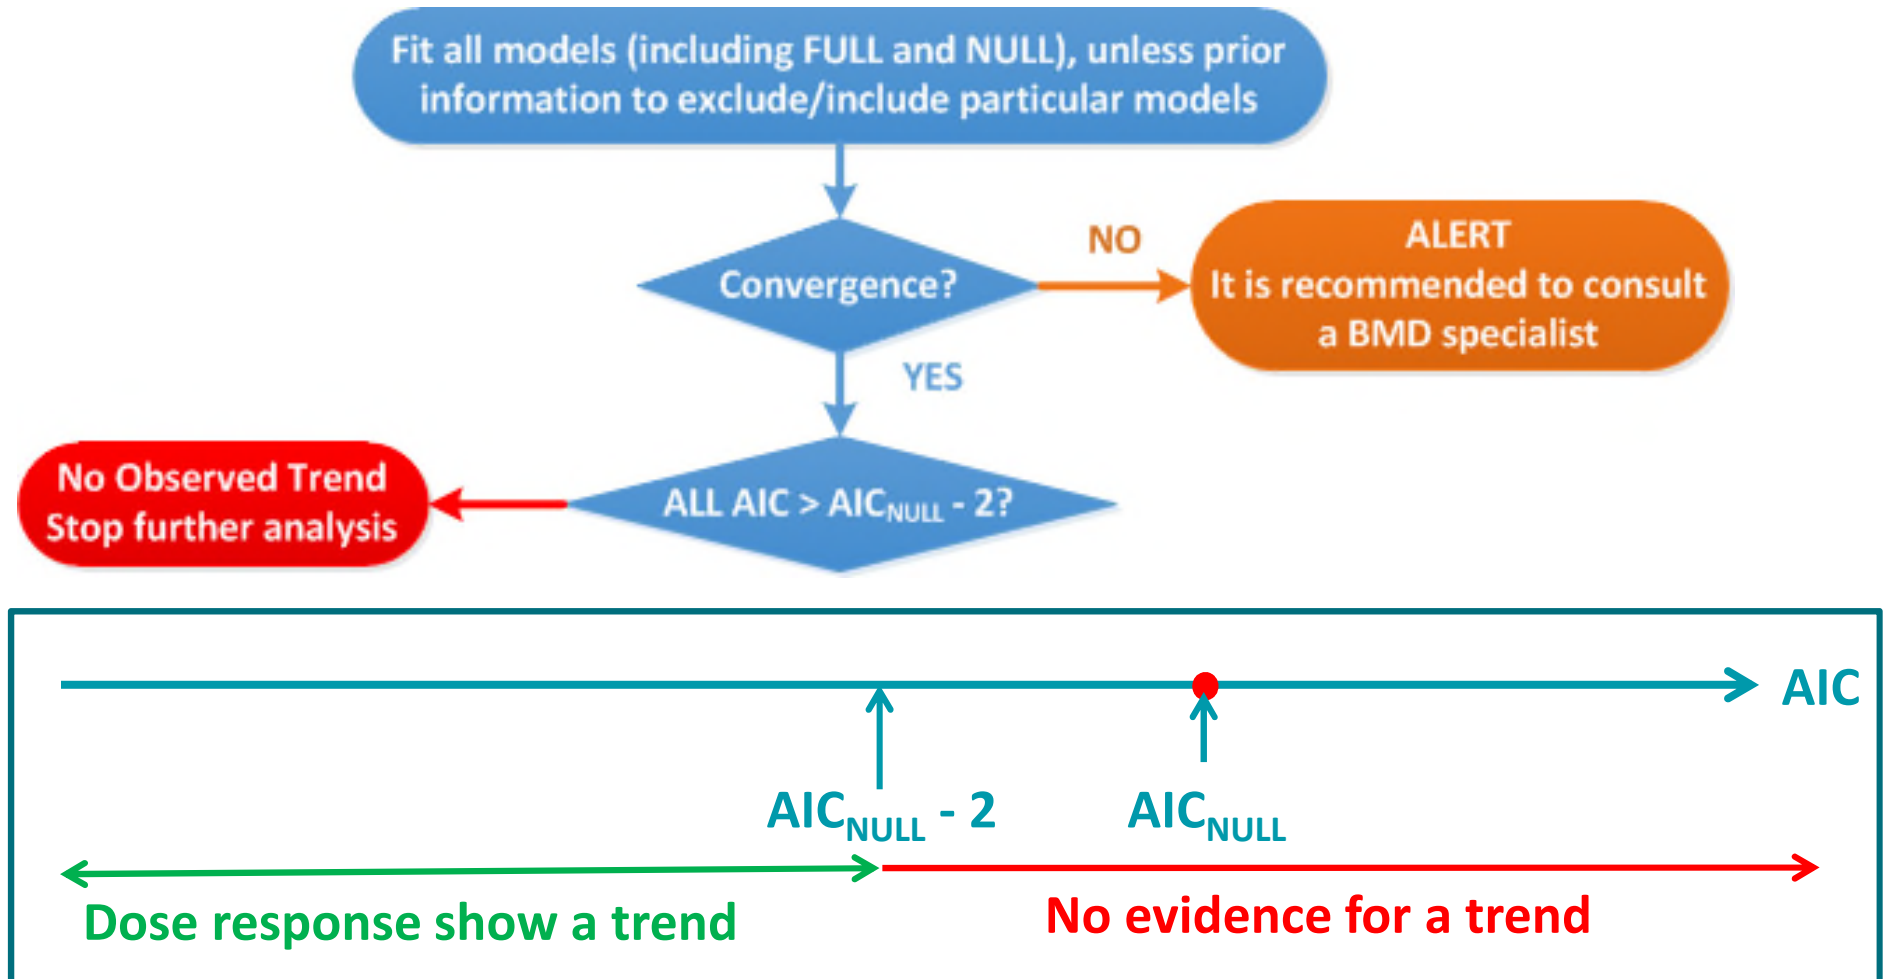 Fit all models (including FULL and NULL), unless prior
information to exclude/include particular models
Convergence?
NO
ALERT
It is recommended to consult
a BMD specialist
YES
ALL AIC > AICNULL - 2?
No Observed Trend
Stop further analysis
AIC
AICNULL - 2
AICNULL
Dose response show a trend
No evidence for a trend